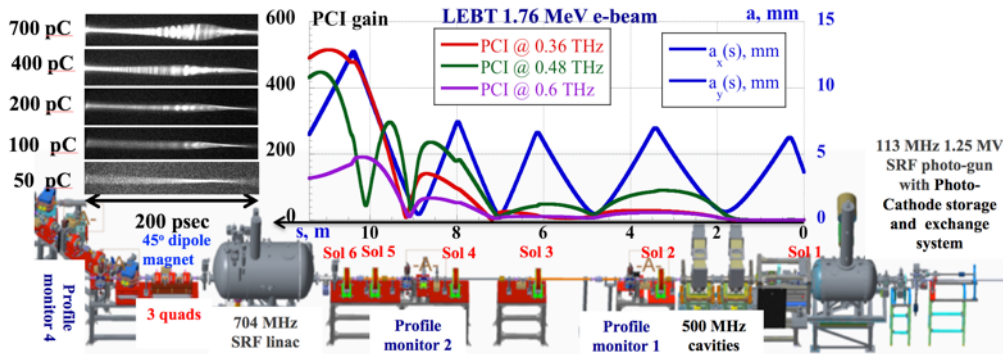 700 pC
400 pC
200 pC
100 pC
50 pC
200 psec
PCI gain
LEBT 1.76 MeV e-beam
a, mm
600
400
200
0
15
10
5
0
PCI @ 0.36 THz
PCI @ 0.48 THz
PCI @ 0.6 THz
a_x(s), mm
a_y(s), mm
s, m
10
8
6
4
2
0
113 MHz 1.25 MV
SRF photo-gun
with Photo-
Cathode storage
and exchange
system
45° dipole
magnet
Sol 6
Sol 5
Sol 4
Sol 3
Sol 2
Sol 1
-A-
-A-
-A-
Profile
monitor 4
3 quads
704 MHz
SRF linac
Profile
monitor 2
Profile
monitor 1
500 MHz
cavities